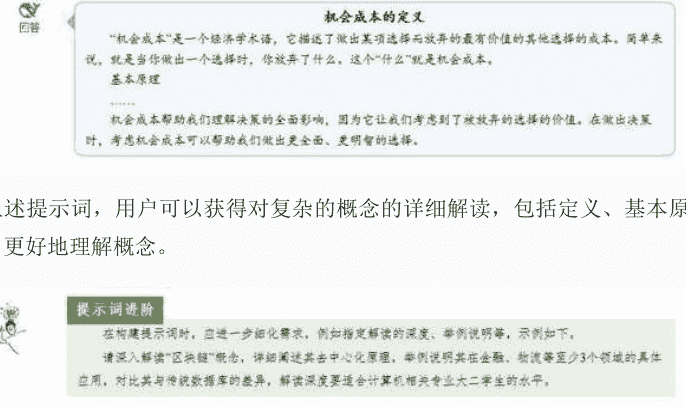 机会成本的定义
回答
“机会成本”是一个经济学术语，它描述了做出某项选择而放弃的最有价值的其他选择的成本。简单来
说，就是当你做出一个选择时，你放弃了什么。这个“什么”就是机会成本。
基本原理
……
机会成本帮助我们理解决策的全面影响，因为它让我们考虑到了被放弃的选择的价值。在做出决策
时，考虑机会成本可以帮助我们做出更全面、更明智的选择。
述提示词，用户可以获得对复杂的概念的详细解读，包括定义、基本原
更好地理解概念。
提示词进阶
在构建提示词时，应进一步细化需求，例如指定解读的深度、举例说明等，示例如下。
请深入解读“区块链”概念，详细阐述其去中心化原理，举例说明其在金融、物流等至少3个领域的具体
应用，对比其与传统数据库的差异，解读深度要适合计算机相关专业大二学生的水平。